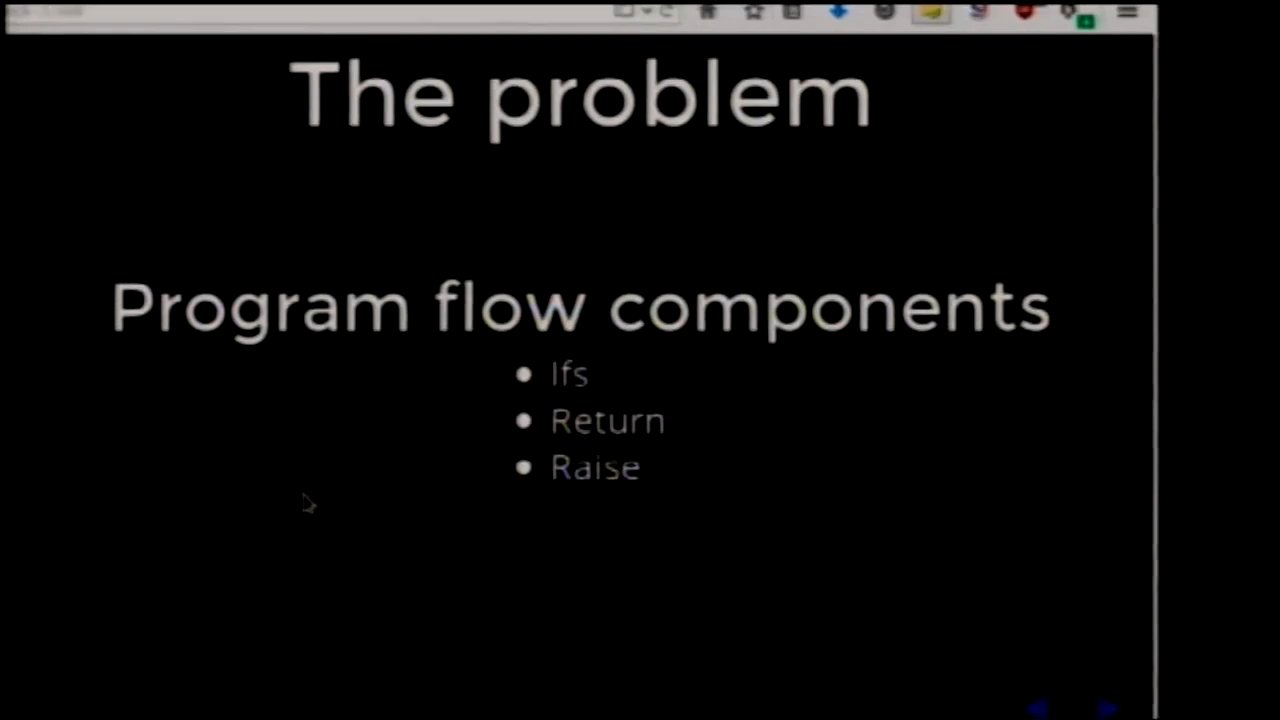 The problem
Program flow components
Ifs
Return
Raise